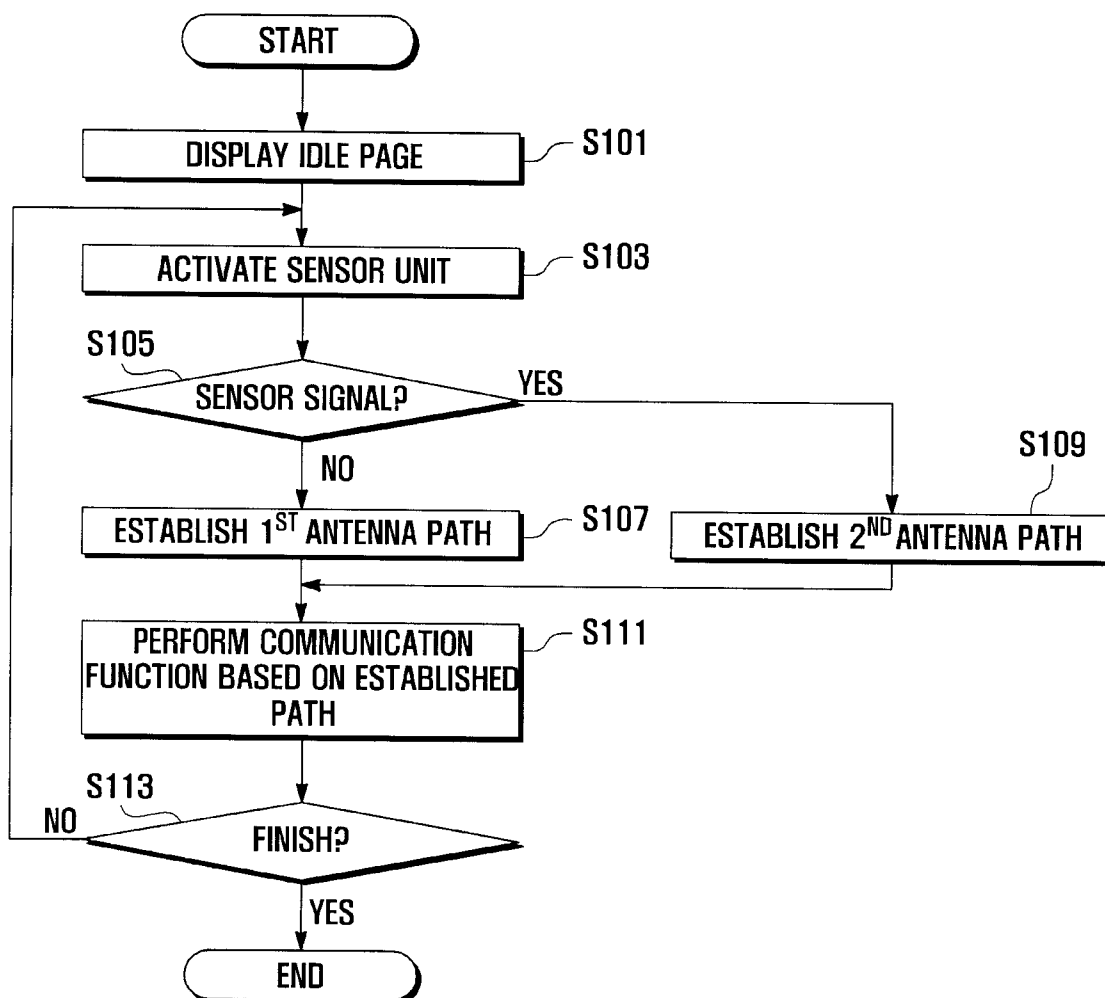 START
DISPLAY IDLE PAGE
S101
ACTIVATE SENSOR UNIT
S103
S105
SENSOR SIGNAL?
YES
NO
S109
ESTABLISH 1ST ANTENNA PATH
S107
ESTABLISH 2ND ANTENNA PATH
PERFORM COMMUNICATION
FUNCTION BASED ON ESTABLISHED
PATH
S111
S113
NO
FINISH?
YES
END